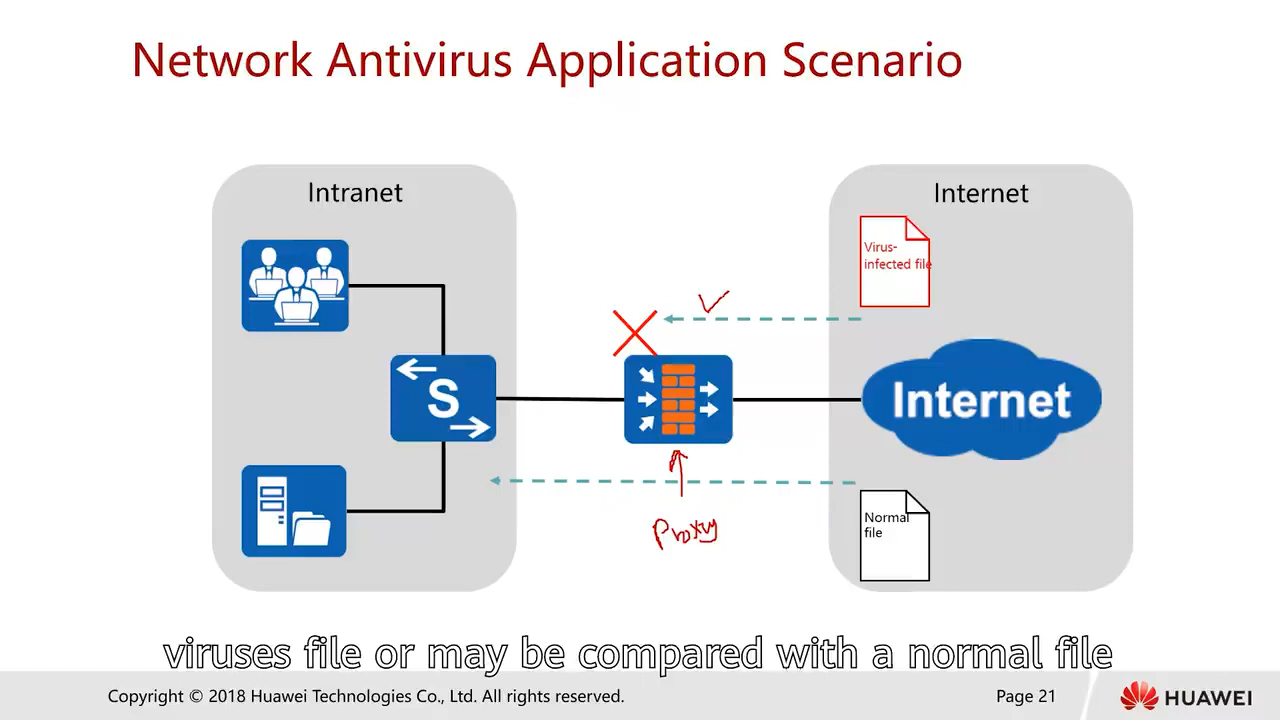 Network Antivirus Application Scenario
Intranet
Internet
Virus-
infected file
S
Internet
Normal
file
Proxy
viruses file or may be compared with a normal file
Copyright © 2018 Huawei Technologies Co., Ltd. All rights reserved.
Page 21
HUAWEI